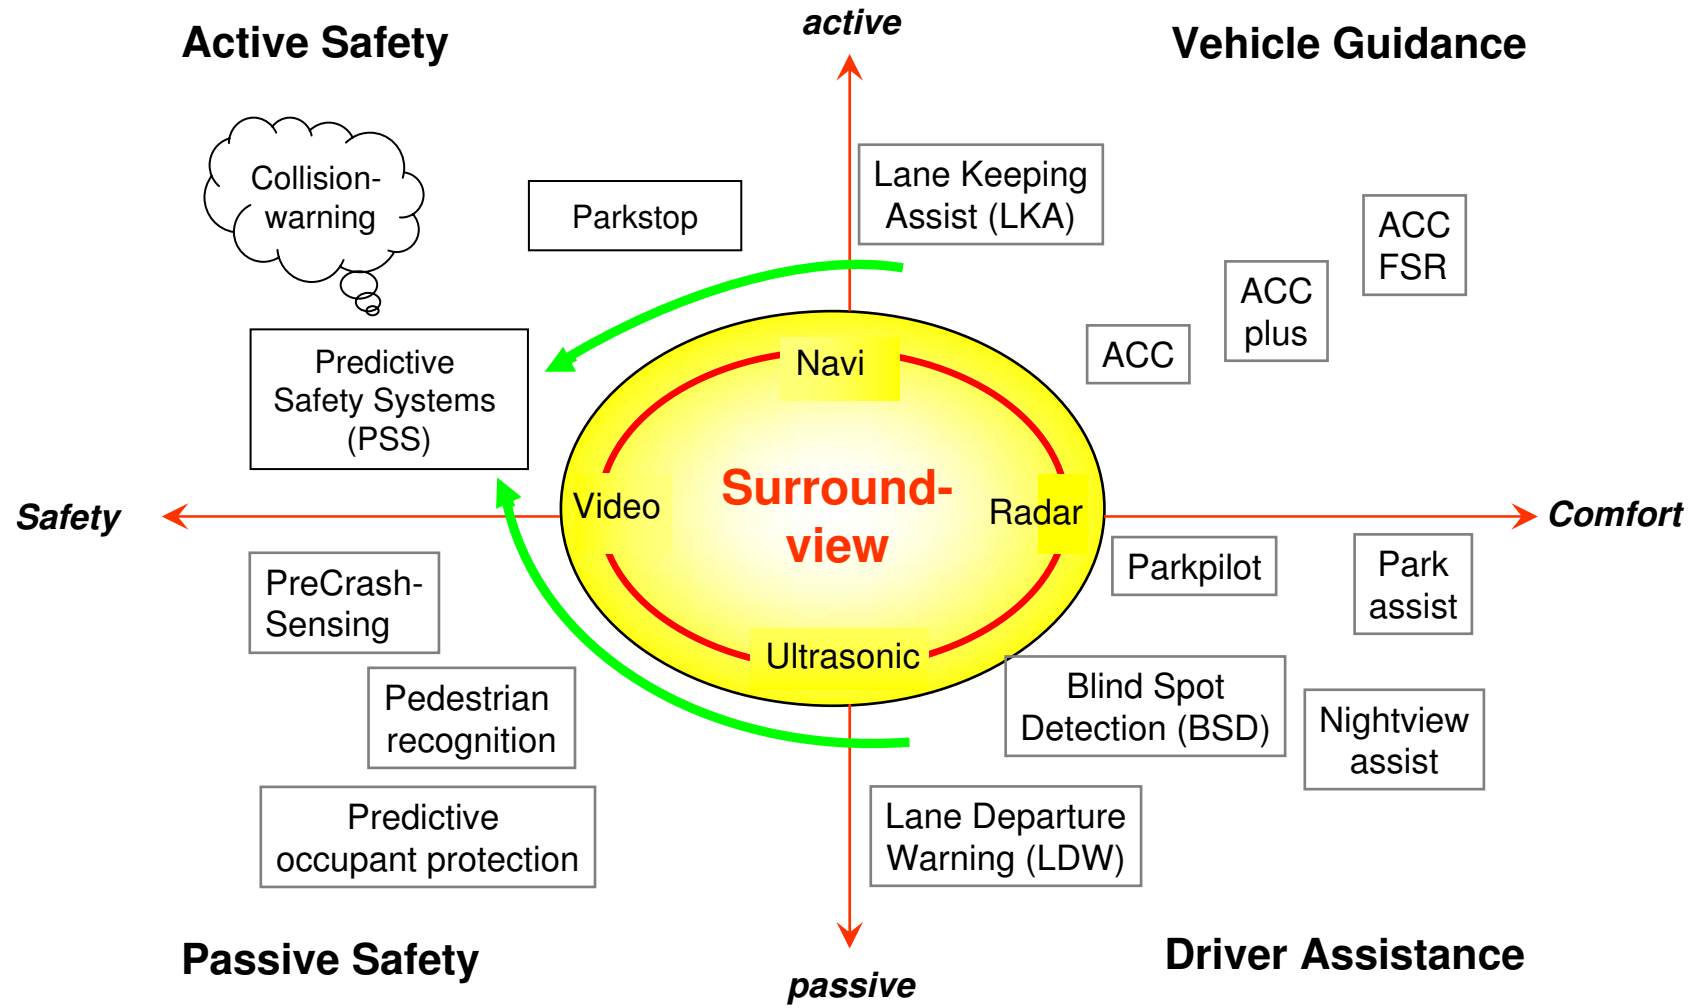 active
Active Safety
Vehicle Guidance
Collision-
warning
Parkstop
Lane Keeping
Assist (LKA)
ACC
FSR
ACC
plus
ACC
Predictive
Safety Systems
(PSS)
Navi
Surround-
view
Video
Radar
Ultrasonic
Safety
Comfort
PreCrash-
Sensing
Parkpilot
Park
assist
Pedestrian
recognition
Blind Spot
Detection (BSD)
Nightview
assist
Predictive
occupant protection
Lane Departure
Warning (LDW)
Passive Safety
Driver Assistance
passive